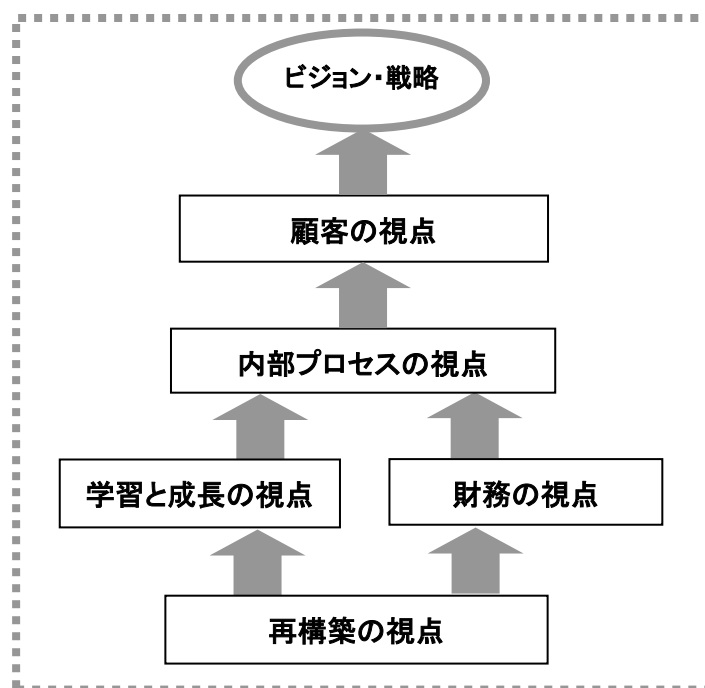 ビジョン・戦略
顧客の視点
内部プロセスの視点
学習と成長の視点
財務の視点
再構築の視点